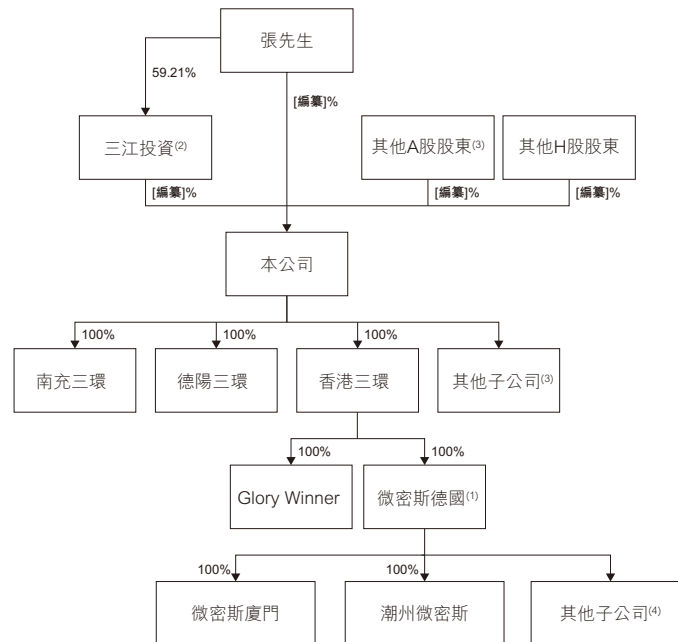 張先生
59.21%
[編纂]%
三江投資(2)
其他A股股東(3)
其他H股股東
[編纂]%
[編纂]%
[編纂]%
本公司
100%
100%
100%
南充三環
德陽三環
香港三環
其他子公司(3)
100%
100%
Glory Winner
微密斯德國(1)
100%
100%
微密斯廈門
潮州微密斯
其他子公司(4)